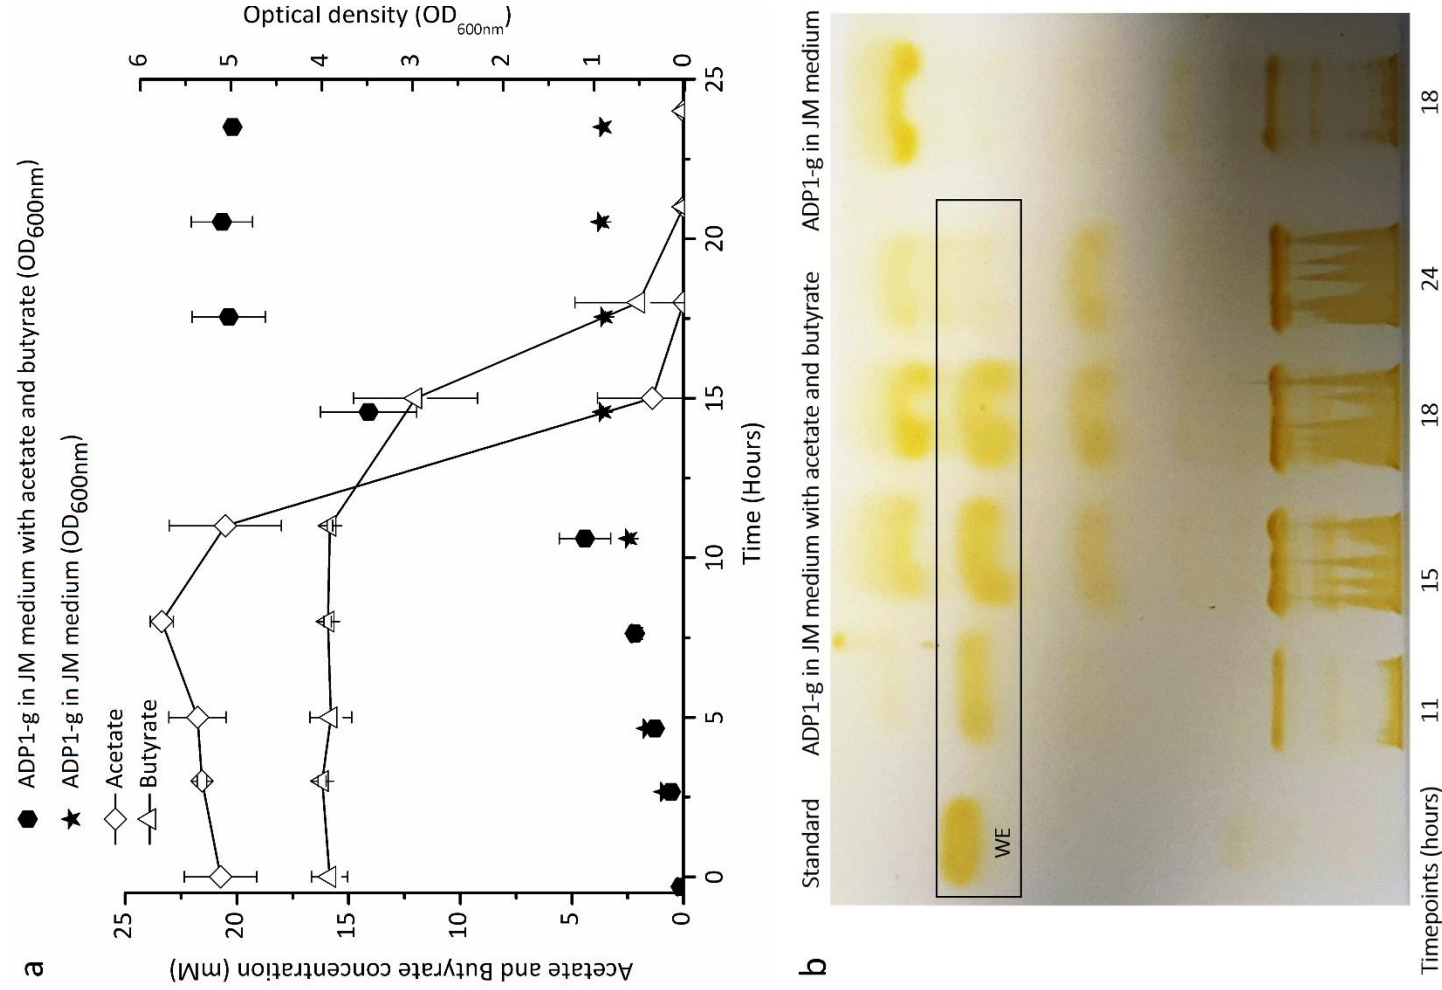 a
ADP1-g in JM medium with acetate and butyrate (OD600nm)
ADP1-g in JM medium (OD600nm)
Acetate
Butyrate
Acetate and Butyrate concentration (mM)
25
20
15
10
5
0
Optical density (OD600nm)
6
5
4
3
2
1
0
0
5
10
15
20
25
Time (Hours)
b
Standard
ADP1-g in JM medium with acetate and butyrate
ADP1-g in JM medium
WE
Timepoints (hours)
11
15
18
24
18